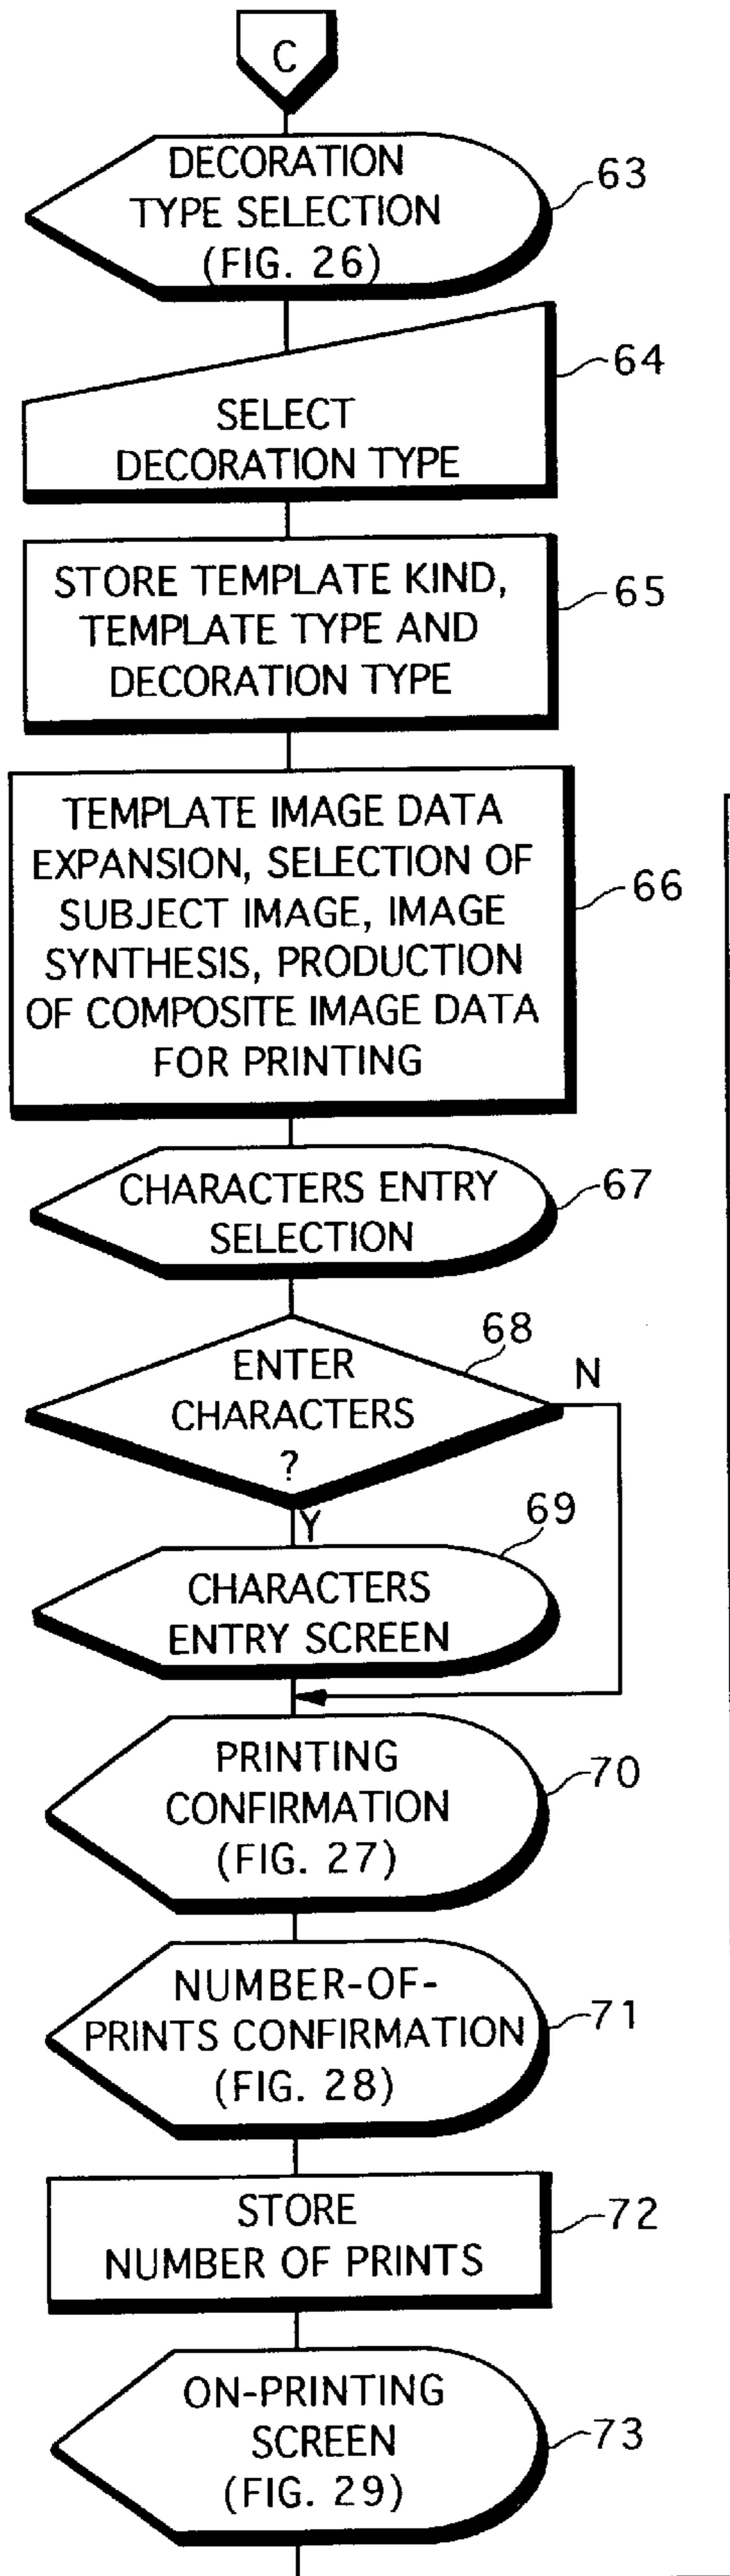 C
DECORATION
TYPE SELECTION
(FIG. 26)
63
64
SELECT
DECORATION TYPE
STORE TEMPLATE KIND,
TEMPLATE TYPE AND
DECORATION TYPE
65
TEMPLATE IMAGE DATA
EXPANSION, SELECTION OF
SUBJECT IMAGE, IMAGE
SYNTHESIS, PRODUCTION
OF COMPOSITE IMAGE DATA
FOR PRINTING
66
CHARACTERS ENTRY
SELECTION
67
68
ENTER
CHARACTERS
?
N
Y
69
CHARACTERS
ENTRY SCREEN
PRINTING
CONFIRMATION
(FIG. 27)
70
NUMBER-OF-
PRINTS CONFIRMATION
(FIG. 28)
71
STORE
NUMBER OF PRINTS
72
ON-PRINTING
SCREEN
(FIG. 29)
73